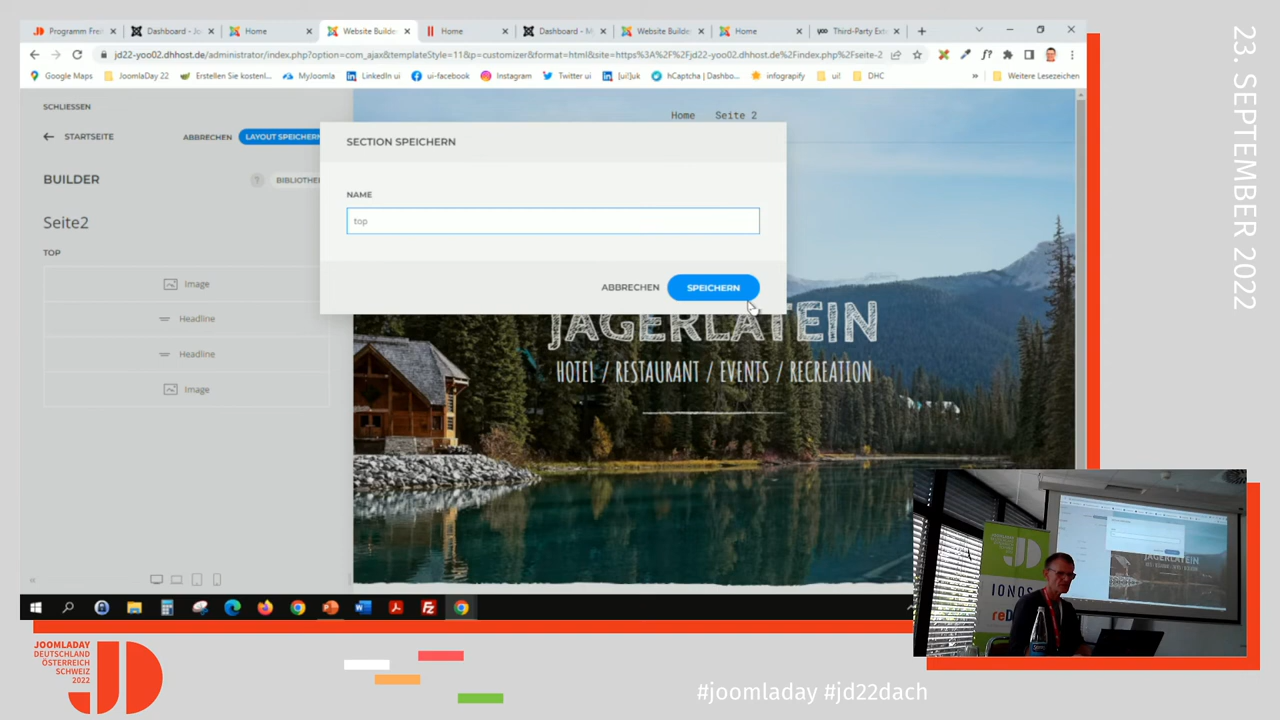 Programm Fre
Dashboard - Jo
Home
Website Builde
Home
Dashboard - M
Website Builde
Home
yoo Third-Party Ext
jd22-yoo02.dhhost.de/administrator/index.php?option=com_ajax&templateStyle=11&p=customizer&format=html&site=https%3A%2F%2Fjd22-yoo02.dhhost.de%2Findex.php%2Fseite-2
f?
Google Maps
JoomlaDay 22
Erstellen Sie kostenl...
MyJoomla
LinkedIn ui
ui-facebook
Instagram
Twitter ui
[ui!]uk
hCaptcha | Dashbo...
infografify
ui!
DHC
»
Weitere Lesezeichen
SCHLIESSEN
STARTSEITE
ABBRECHEN
LAYOUT SPEICHERN
BUILDER
?
BIBLIOTHE
Seite2
TOP
Image
Headline
Headline
Image
«
Home Seite 2
SECTION SPEICHERN
NAME
top
ABBRECHEN
SPEICHERN
JÄGERLATEIN
HOTEL / RESTAURANT / EVENTS / RECREATION
23. SEPTEMBER 2022
JD
IONOS
JOOMLADAY
DEUTSCHLAND
ÖSTERREICH
SCHWEIZ
2022
JD
#joomladay #jd22dach